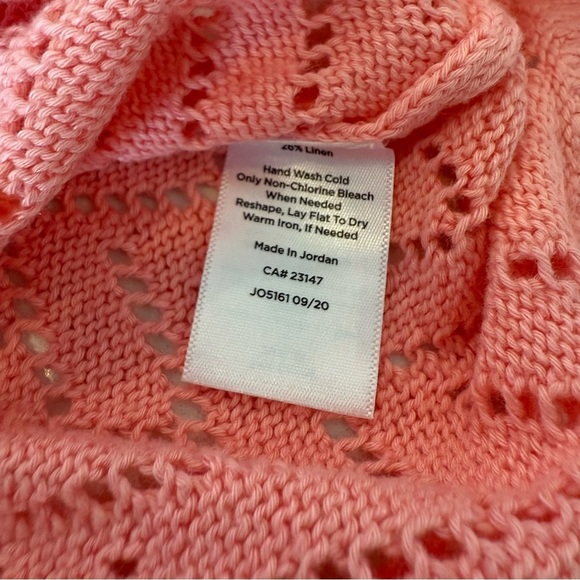 26% Linen
Hand Wash Cold
Only Non-Chlorine Bleach
When Needed
Reshape, Lay Flat To Dry
Warm Iron, If Needed
Made In Jordan
CA# 23147
JO5161 09/20